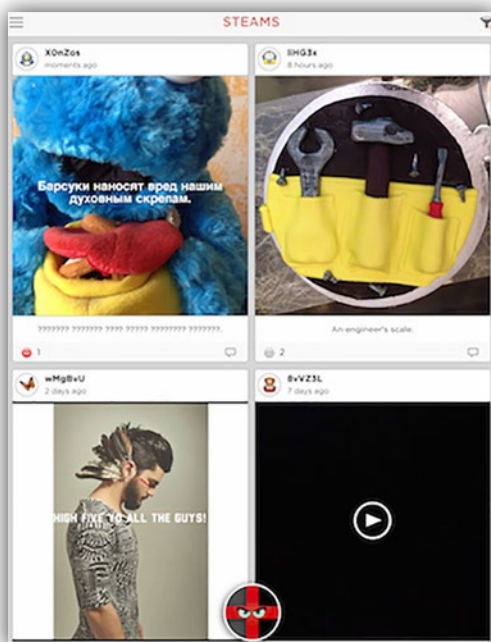 STEAMS
X0nZos
moments ago
Барсуки наносят вред нашим
духовным скрепам.
??????? ??????? ???? ????? ???????? ???????.
1
liHG3x
8 hours ago
An engineer's scale.
2
wMgBvU
2 days ago
HIGH FIVE TO ALL THE GUYS!
8vVZ3L
7 days ago